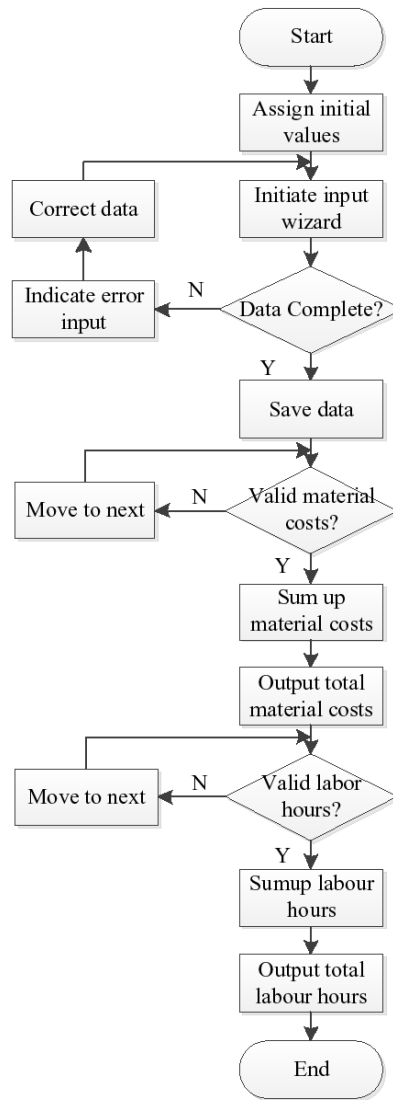 Start
Assign initial
values
Correct data
Initiate input
wizard
Indicate error
input
N
Data Complete?
Y
Save data
Move to next
N
Valid material
costs?
Y
Sum up
material costs
Output total
material costs
Move to next
N
Valid labor
hours?
Y
Sumup labour
hours
Output total
labour hours
End